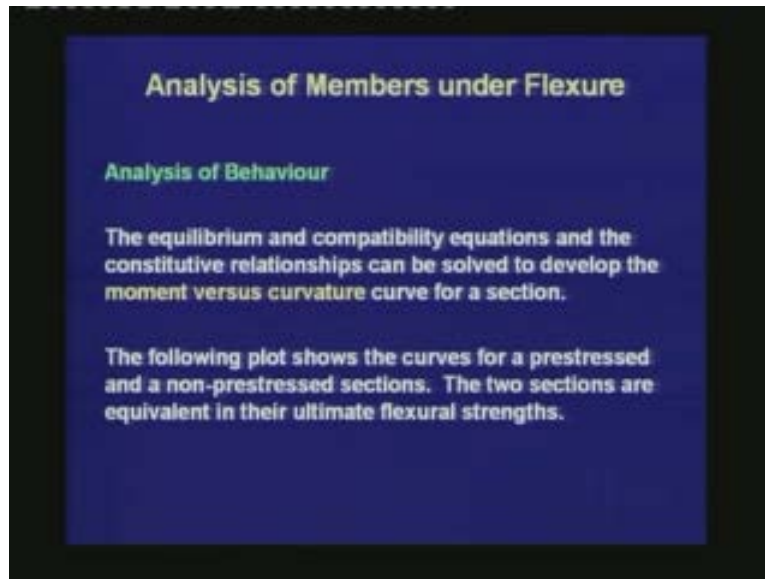 Analysis of Members under Flexure
Analysis of Behaviour
The equilibrium and compatibility equations and the
constitutive relationships can be solved to develop the
moment versus curvature curve for a section.
The following plot shows the curves for a prestressed
and a non-prestressed sections. The two sections are
equivalent in their ultimate flexural strengths.